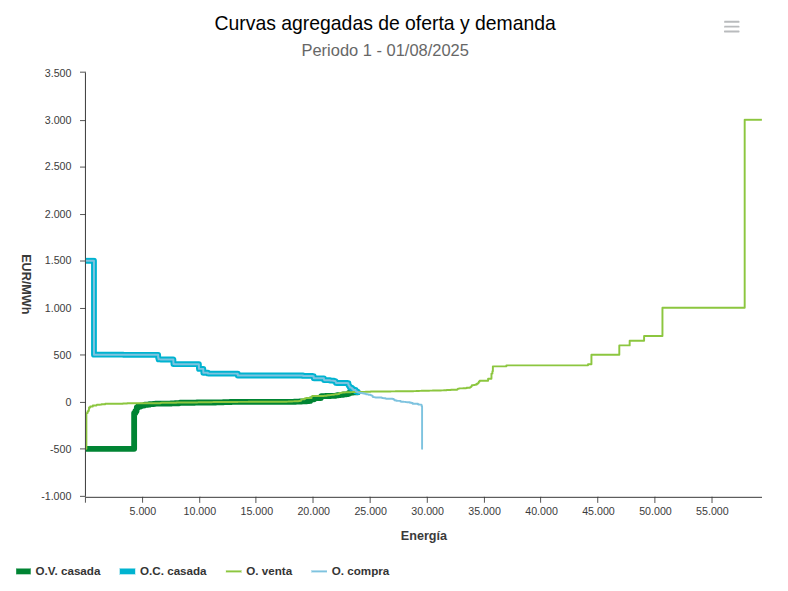 Curvas agregadas de oferta y demanda
Periodo 1 - 01/08/2025
3.500
3.000
2.500
2.000
1.500
1.000
500
0
-500
-1.000
EUR/MWh
5.000 10.000 15.000 20.000 25.000 30.000 35.000 40.000 45.000 50.000 55.000
Energía
O.V. casada O.C. casada O. venta O. compra